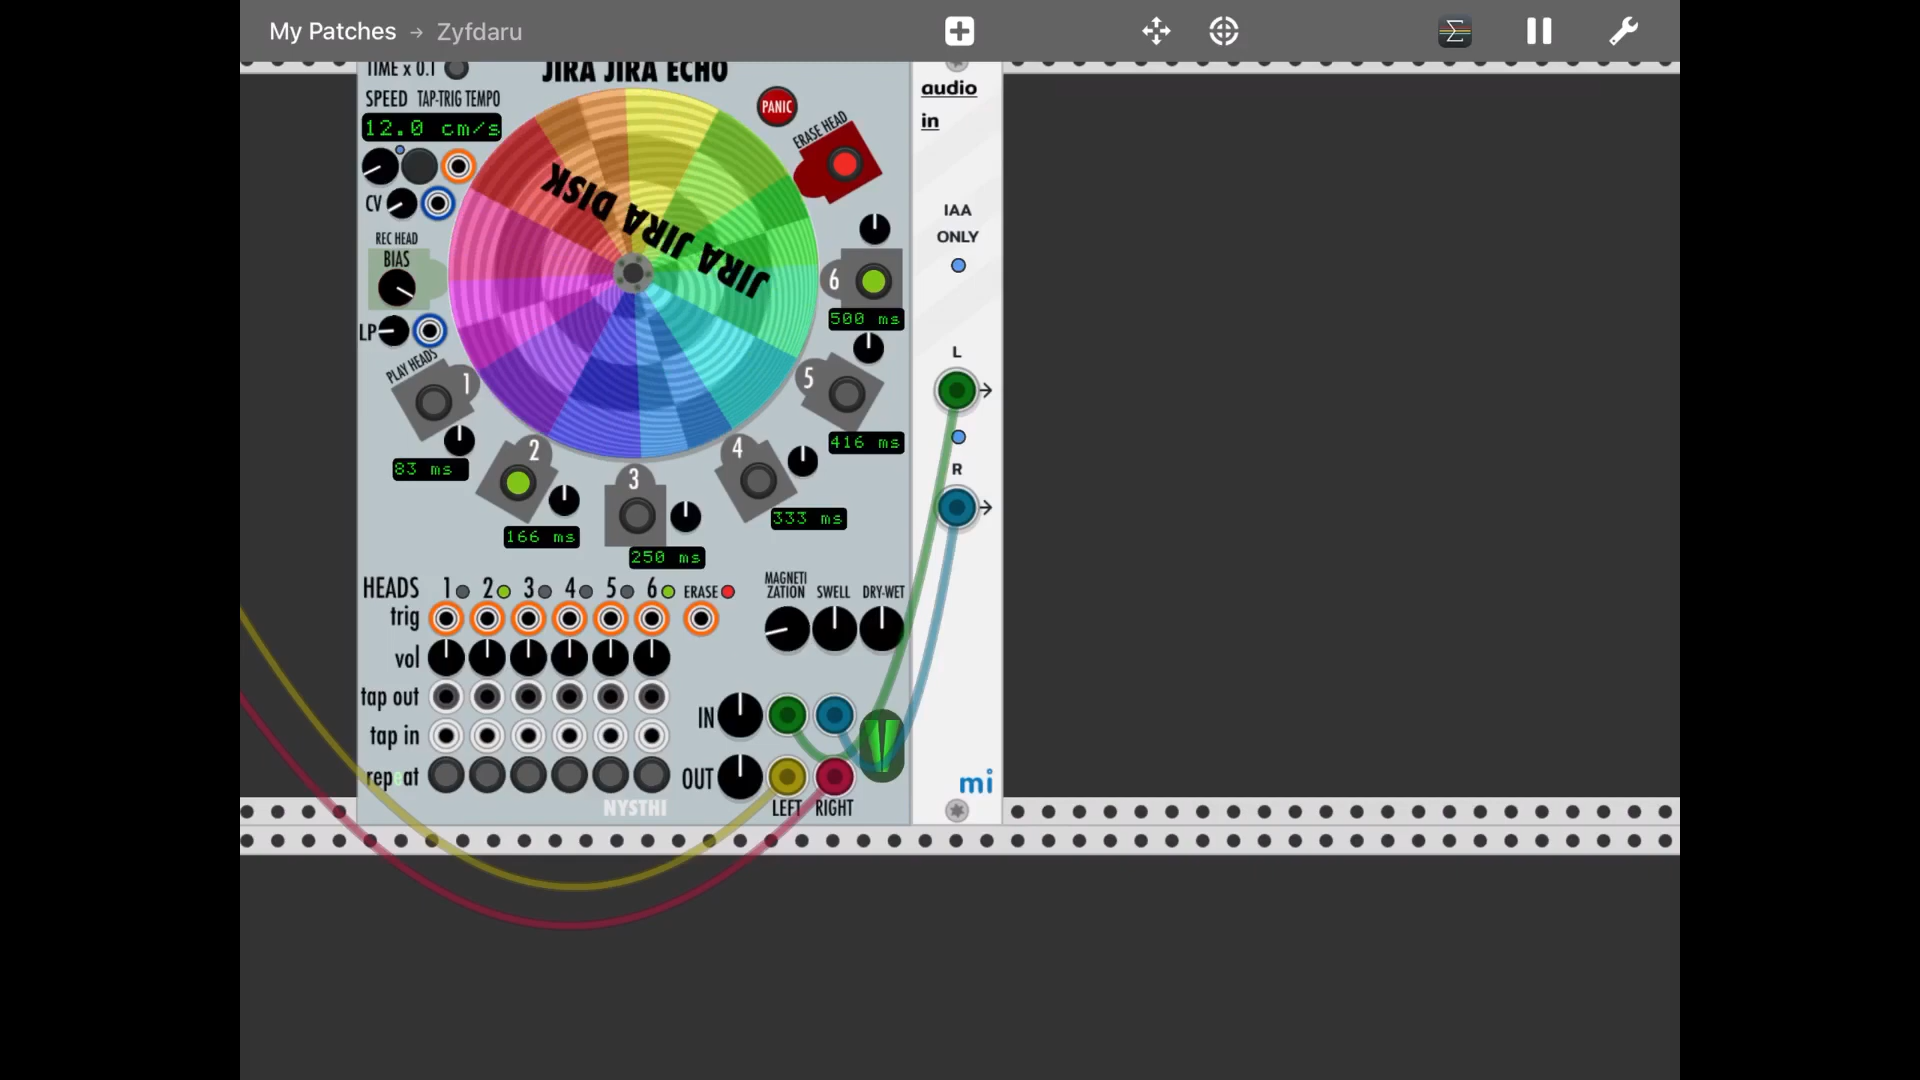 My Patches → Zyfdaru
TIME x 0.1
JIRA JIRA ECHO
SPEED TAP-TRIG TEMPO
12.0 cm/s
PANIC
ERASE HEAD
CV
REC HEAD
BIAS
LP
JIRA JIRA DISK
PLAY HEADS
1
83 ms
2
166 ms
3
250 ms
4
333 ms
5
416 ms
6
500 ms
HEADS 1 2 3 4 5 6 ERASE
trig
vol
tap out
tap in
repeat
MAGNETI
ZATION
SWELL
DRY-WET
IN
OUT
LEFT RIGHT
NYSTHI
audio
in
IAA
ONLY
L
R
mi